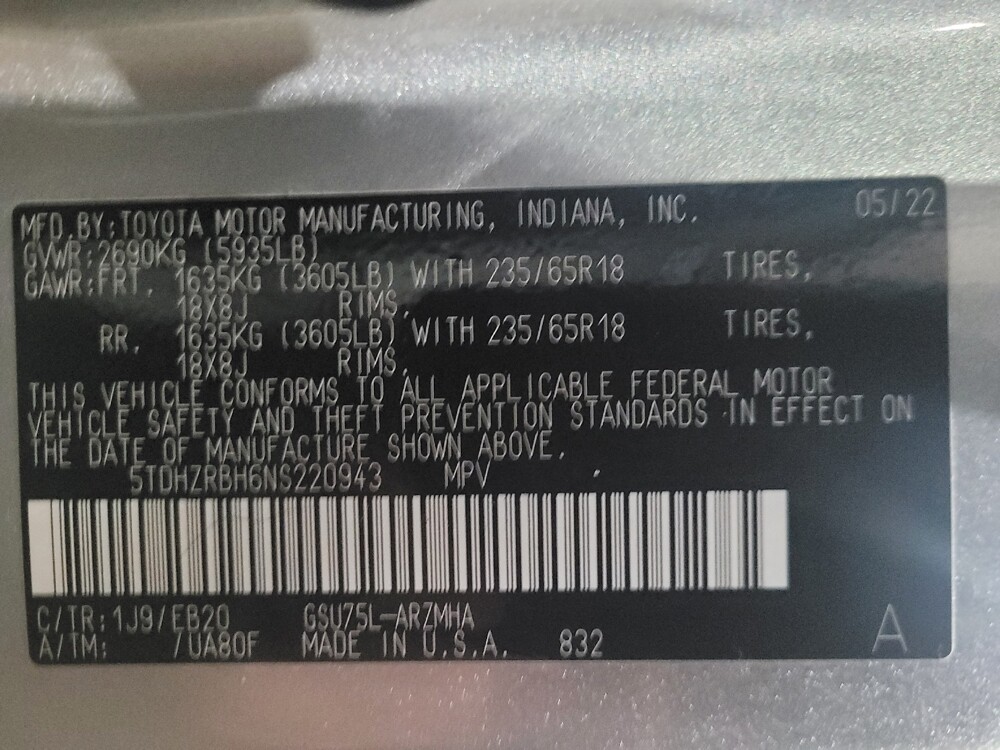 MFD.BY:TOYOTA MOTOR MANUFACTURING, INDIANA, INC. 05/22
GVWR:2690KG (5935LB)
GAWR:FRT. 1635KG (3605LB) WITH 235/65R18 TIRES,
18X8J RIMS,
RR. 1635KG (3605LB) WITH 235/65R18 TIRES,
18X8J RIMS,
THIS VEHICLE CONFORMS TO ALL APPLICABLE FEDERAL MOTOR
VEHICLE SAFETY AND THEFT PREVENTION STANDARDS IN EFFECT ON
THE DATE OF MANUFACTURE SHOWN ABOVE.
5TDHZRBH6NS220943 MPV
C/TR:1J9/EB20 GSU75L-ARZMHA
A/TM: /UA80F MADE IN U.S.A. 832 A